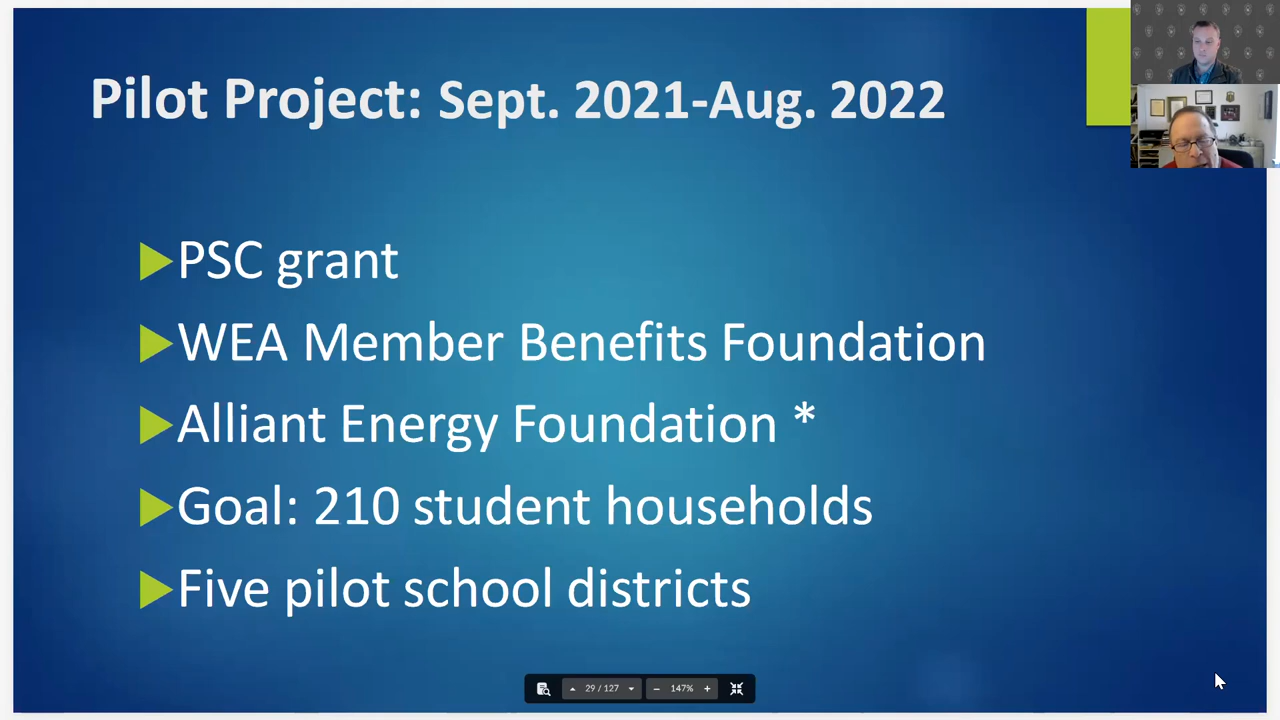 Pilot Project: Sept. 2021-Aug. 2022
PSC grant
WEA Member Benefits Foundation
Alliant Energy Foundation *
Goal: 210 student households
Five pilot school districts
29 / 127
147%